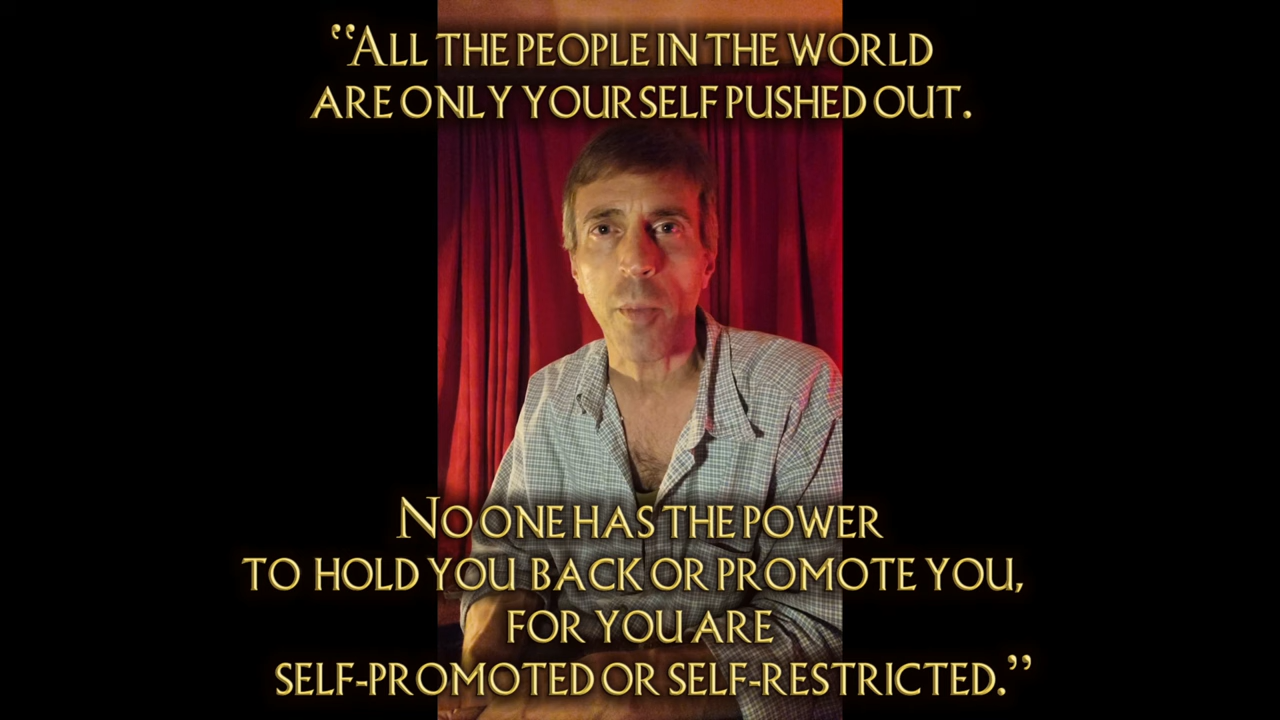 “All the people in the world
are only yourself pushed out.
No one has the power
to hold you back or promote you,
for you are
self-promoted or self-restricted.”